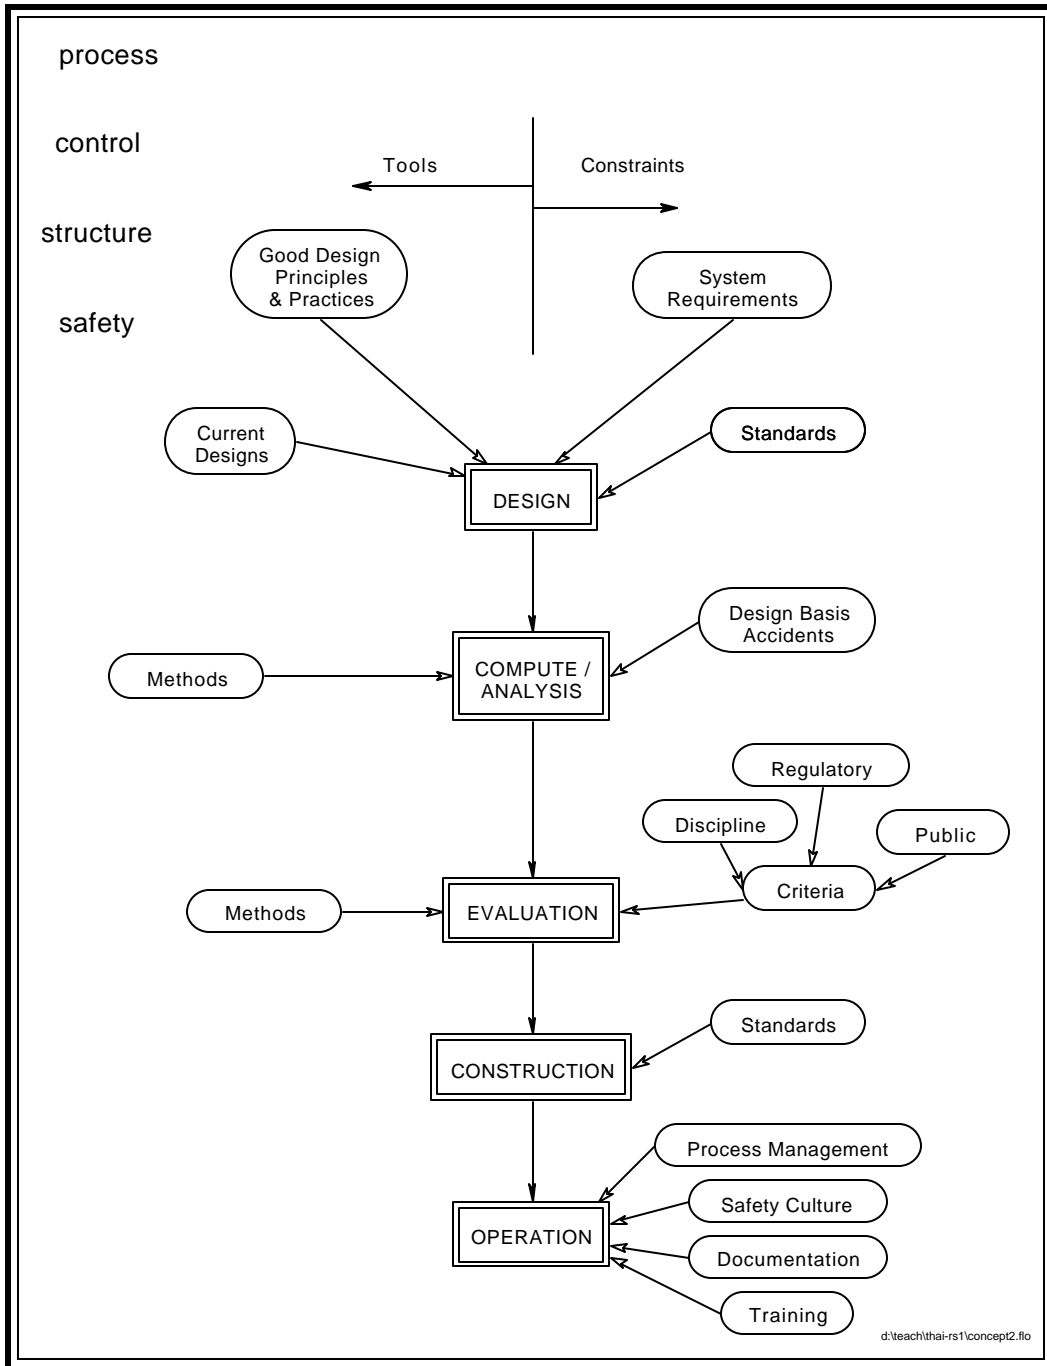 process
control
Tools
Constraints
structure
Good Design
Principles
& Practices
System
Requirements
safety
Current
Designs
Standards
DESIGN
Design Basis
Accidents
COMPUTE /
ANALYSIS
Methods
Regulatory
Discipline
Public
Criteria
Methods
EVALUATION
Standards
CONSTRUCTION
Process Management
Safety Culture
OPERATION
Documentation
Training
d:\teach\thai-rs1\concept2.flo